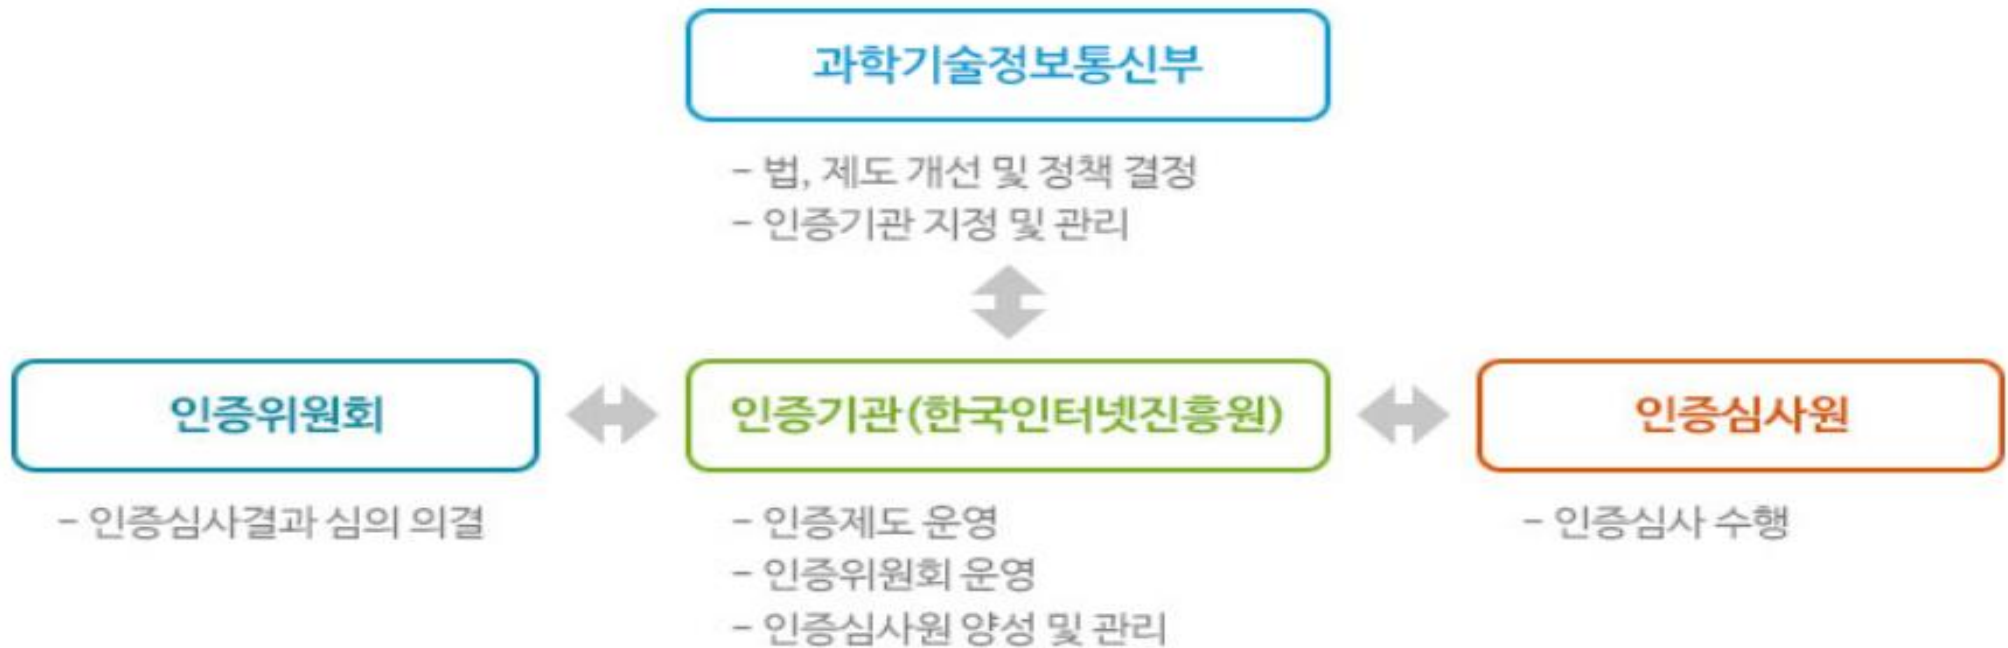 과학기술정보통신부
- 법, 제도 개선 및 정책 결정
- 인증기관 지정 및 관리
인증위원회
- 인증심사결과 심의 의결
인증기관(한국인터넷진흥원)
- 인증제도 운영
- 인증위원회 운영
- 인증심사원 양성 및 관리
인증심사원
- 인증심사 수행